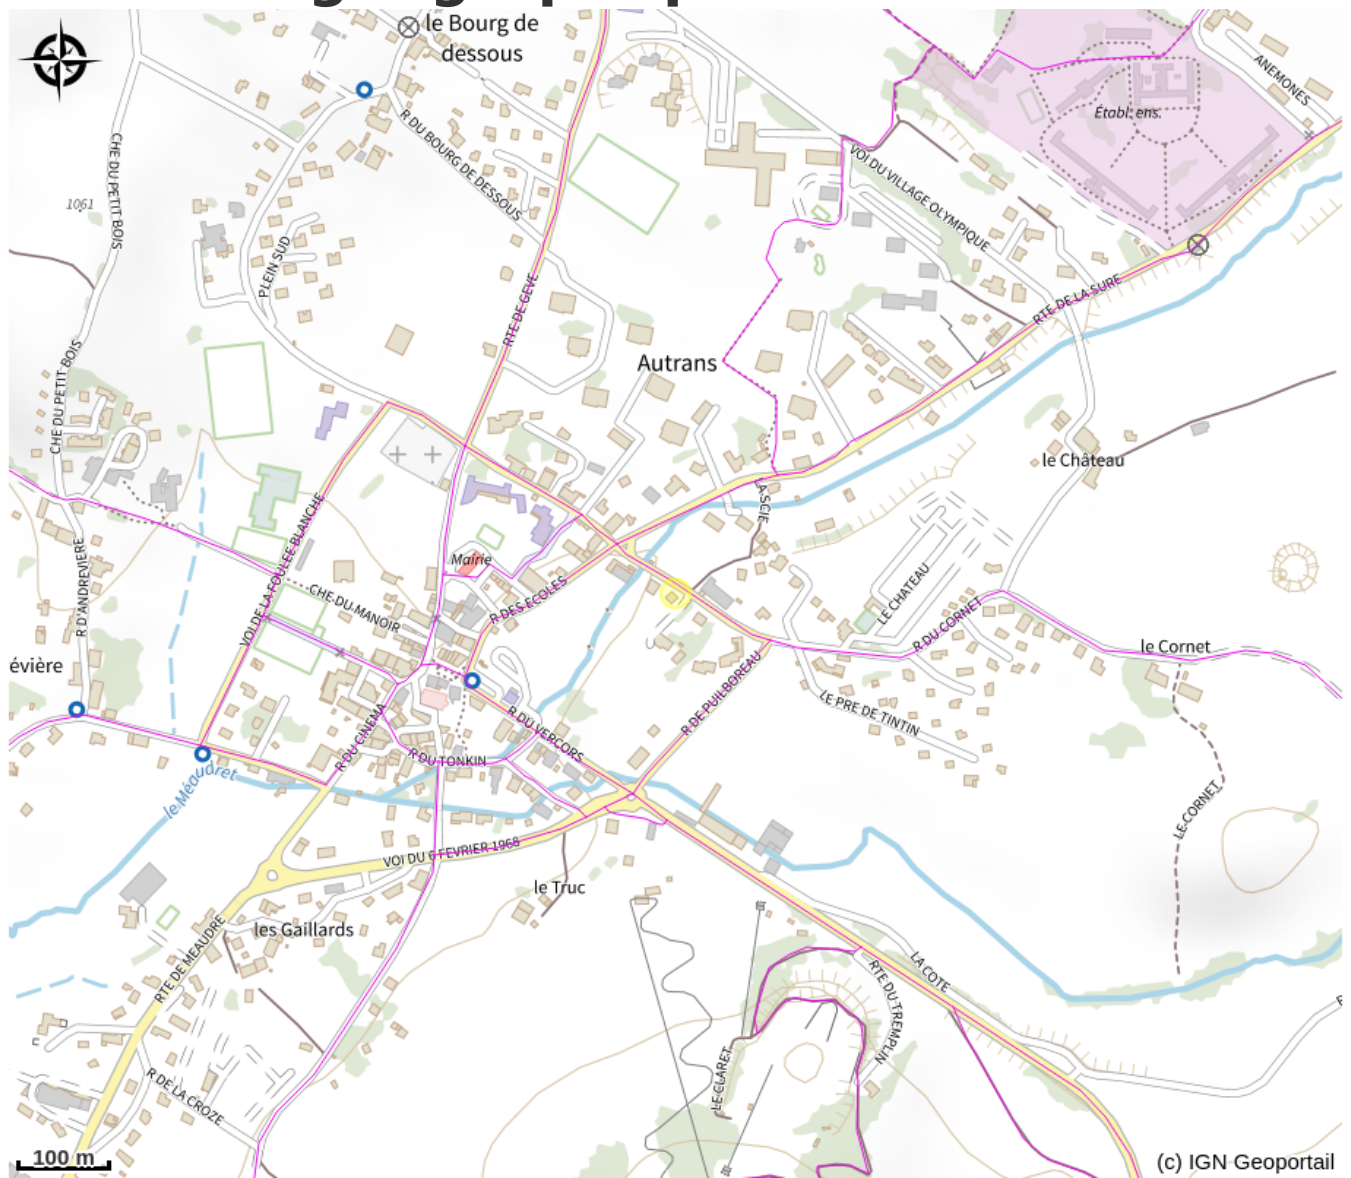 le Bourg de
dessous
ANEMONES
Établ. ens.
R DU BOURG DE DESSOUS
CHE DU PETIT BOIS
VOI DU VILLAGE OLYMPIQUE
1061
PLEIN SUD
RTE DE GEVE
RTE DE LA SURE
Autrans
CHE DU PETIT BOIS
le Château
LA SCIE
VOI DE LA FOULEE BLANCHE
Mairie
R D'ANDREVIERE
CHE DU MANOIR
R DES ECOLES
LE CHATEAU
R DU CORNET
le Cornet
évière
R DE PUILBOREAU
LE PRE DE TINTIN
R DU CINEMA
R DU VERCORS
R DU TONKIN
le Méaudret
LE CORNET
VOI DU 6 FEVRIER 1968
le Truc
les Gaillards
RTE DE MEAUDRE
LA COTE
RTE DU TREMPLIN
LE CLARET
R DE LA CROZE
100 m
(c) IGN Geoportail